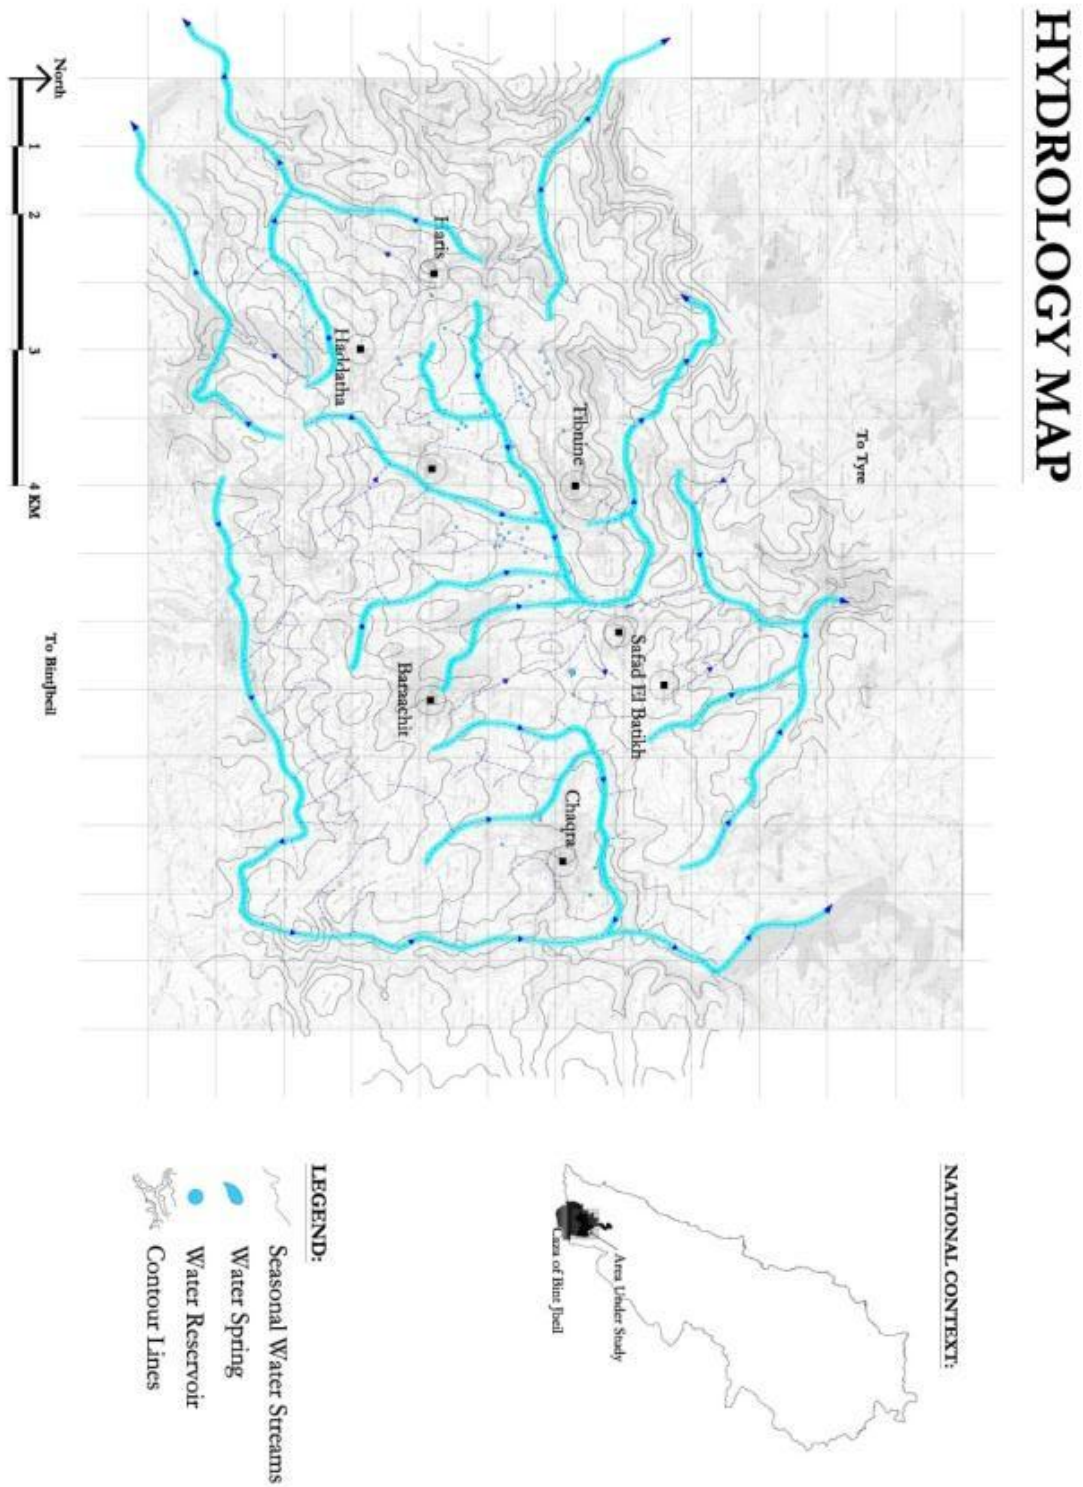 HYDROLOGY MAP
North
1
2
3
4 KM
To Tyre
To BintJbeil
Haris
Haddatha
Tibnine
Safad El Batikh
Baraachit
Chaqra
NATIONAL CONTEXT:
Area Under Study
Caza of Bint Jbeil
LEGEND:
Seasonal Water Streams
Water Spring
Water Reservoir
Contour Lines